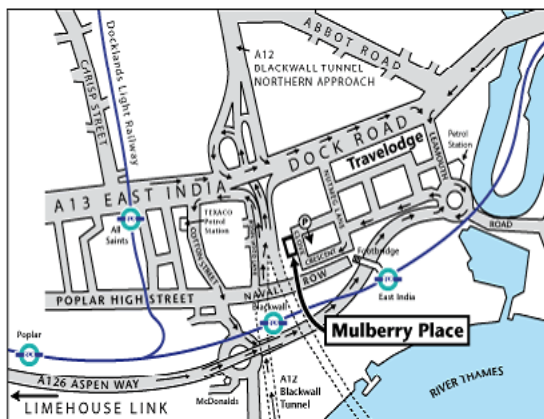 Docklands Light Railway
CARISP STREET
A12
BLACKWALL TUNNEL
NORTHERN APPROACH
ABBOT ROAD
A13 EAST INDIA DOCK ROAD
Travelodge
LEAMOUTH
ROAD
Petrol
Station
NUTMEG LANE
TEXACO
Petrol
Station
All
Saints
COTTON STREET
P
CLOVE
CRESCENT
Footbridge
POPLAR HIGH STREET
NAVAL ROW
Blackwall
East India
Poplar
Mulberry Place
A126 ASPEN WAY
LIMEHOUSE LINK
McDonalds
A12
Blackwall
Tunnel
RIVER THAMES